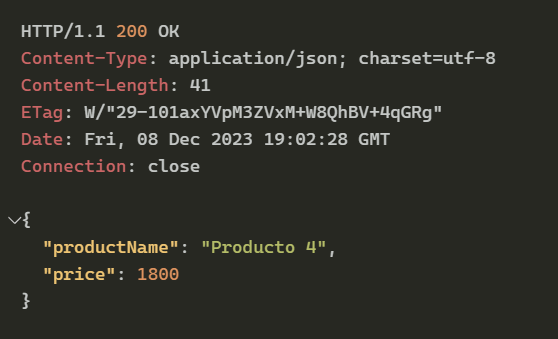 HTTP/1.1 200 OK
Content-Type: application/json; charset=utf-8
Content-Length: 41
ETag: W/"29-101axYVpM3ZVxM+W8QhBV+4qGRg"
Date: Fri, 08 Dec 2023 19:02:28 GMT
Connection: close
{
"productName": "Producto 4",
"price": 1800
}